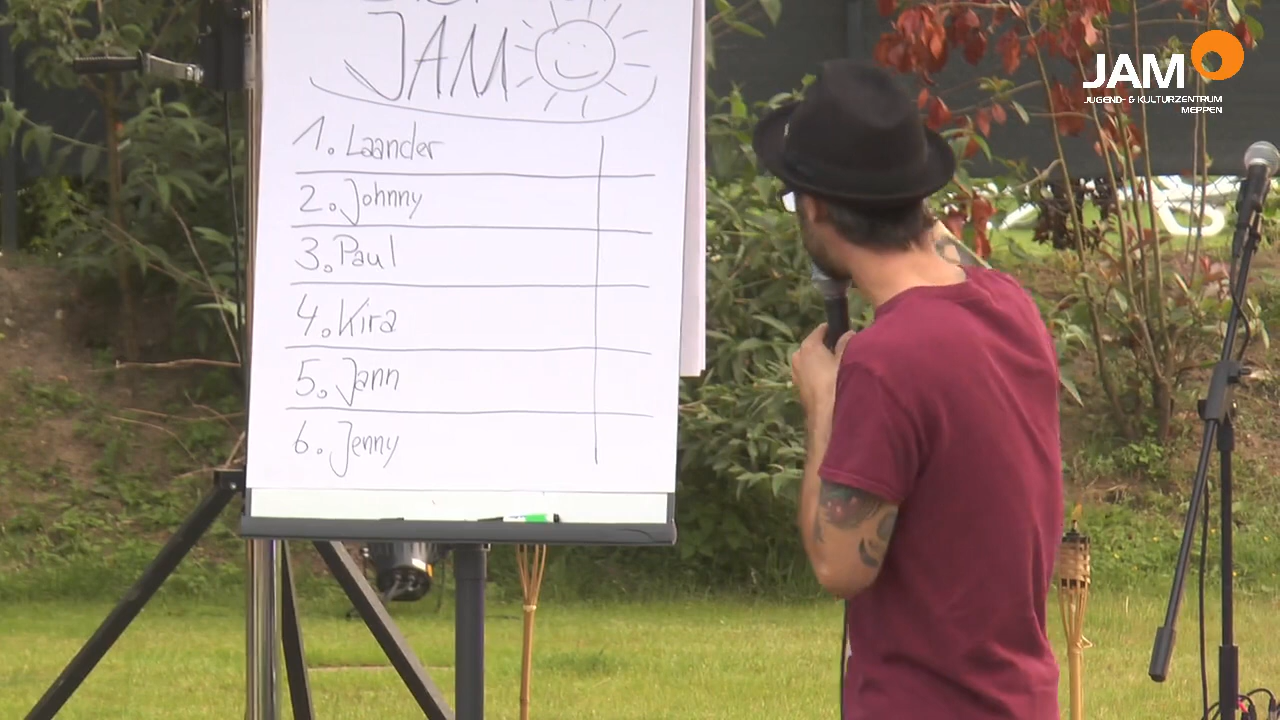 JAM
1. Laander
2. Johnny
3. Paul
4. Kira
5. Jann
6. Jenny
JAM
JUGEND- & KULTURZENTRUM
MEPPEN